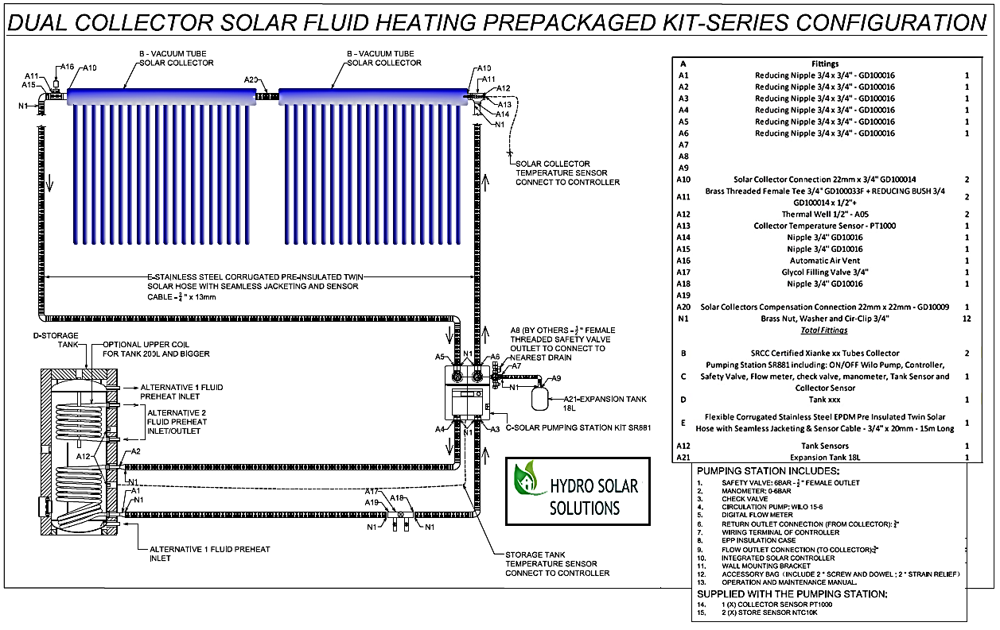 DUAL COLLECTOR SOLAR FLUID HEATING PREPACKAGED KIT-SERIES CONFIGURATION
B - VACUUM TUBE
SOLAR COLLECTOR
B - VACUUM TUBE
SOLAR COLLECTOR
A16
A10
A11
A15
N1
A20
A10
A11
A12
A13
A14
N1
SOLAR COLLECTOR
TEMPERATURE SENSOR
CONNECT TO CONTROLLER
E-STAINLESS STEEL CORRUGATED PRE-INSULATED TWIN
SOLAR HOSE WITH SEAMLESS JACKETING AND SENSOR
CABLE - 3/4 " x 13mm
D-STORAGE
TANK
OPTIONAL UPPER COIL
FOR TANK 200L AND BIGGER
ALTERNATIVE 1 FLUID
PREHEAT INLET
ALTERNATIVE 2
FLUID PREHEAT
INLET/OUTLET
A12
A2
N1
A1
N1
ALTERNATIVE 1 FLUID PREHEAT
INLET
A5
N1
A6
A8 (BY OTHERS - 1/2 " FEMALE
THREADED SAFETY VALVE
OUTLET TO CONNECT TO
NEAREST DRAIN
A7
N1
A9
A21-EXPANSION TANK
18L
C-SOLAR PUMPING STATION KIT SR881
A4
N1
A3
A17
A19
A18
N1
N1
STORAGE TANK
TEMPERATURE SENSOR
CONNECT TO CONTROLLER
HYDRO SOLAR
SOLUTIONS
A Fittings
A1 Reducing Nipple 3/4 x 3/4" - GD100016 1
A2 Reducing Nipple 3/4 x 3/4" - GD100016 1
A3 Reducing Nipple 3/4 x 3/4" - GD100016 1
A4 Reducing Nipple 3/4 x 3/4" - GD100016 1
A5 Reducing Nipple 3/4 x 3/4" - GD100016 1
A6 Reducing Nipple 3/4 x 3/4" - GD100016 1
A7
A8
A9
A10 Solar Collector Connection 22mm x 3/4" GD100014 2
A11 Brass Threaded Female Tee 3/4" GD100033F + REDUCING BUSH 3/4
GD100014 x 1/2"+ 2
A12 Thermal Well 1/2" - A05 2
A13 Collector Temperature Sensor - PT1000 1
A14 Nipple 3/4" GD10016 1
A15 Nipple 3/4" GD10016 1
A16 Automatic Air Vent 1
A17 Glycol Filling Valve 3/4" 1
A18 Nipple 3/4" GD10016 1
A19
A20 Solar Collectors Compensation Connection 22mm x 22mm - GD10009 1
N1 Brass Nut, Washer and Cir-Clip 3/4" 12
Total Fittings
B SRCC Certified Xianke xx Tubes Collector 2
Pumping Station SR881 including: ON/OFF Wilo Pump, Controller,
C Safety Valve, Flow meter, check valve, manometer, Tank Sensor and 1
Collector Sensor
D Tank xxx 1
E Flexible Corrugated Stainless Steel EPDM Pre Insulated Twin Solar
Hose with Seamless Jacketing & Sensor Cable - 3/4" x 20mm - 15m Long 1
A12 Tank Sensors 1
A21 Expansion Tank 18L 1
PUMPING STATION INCLUDES:
1. SAFETY VALVE: 6BAR - 1/2 " FEMALE OUTLET
2. MANOMETER: 0-6BAR
3. CHECK VALVE
4. CIRCULATION PUMP: WILO 15-6
5. DIGITAL FLOW METER
6. RETURN OUTLET CONNECTION (FROM COLLECTOR): 3/4"
7. WIRING TERMINAL OF CONTROLLER
8. EPP INSULATION CASE
9. FLOW OUTLET CONNECTION (TO COLLECTOR): 3/4"
10. INTEGRATED SOLAR CONTROLLER
11. WALL MOUNTING BRACKET
12. ACCESSORY BAG (INCLUDE 2 * SCREW AND DOWEL ; 2 * STRAIN RELIEF)
13. OPERATION AND MAINTENANCE MANUAL.
SUPPLIED WITH THE PUMPING STATION:
14. 1 (X) COLLECTOR SENSOR PT1000
15. 2 (X) STORE SENSOR NTC10K